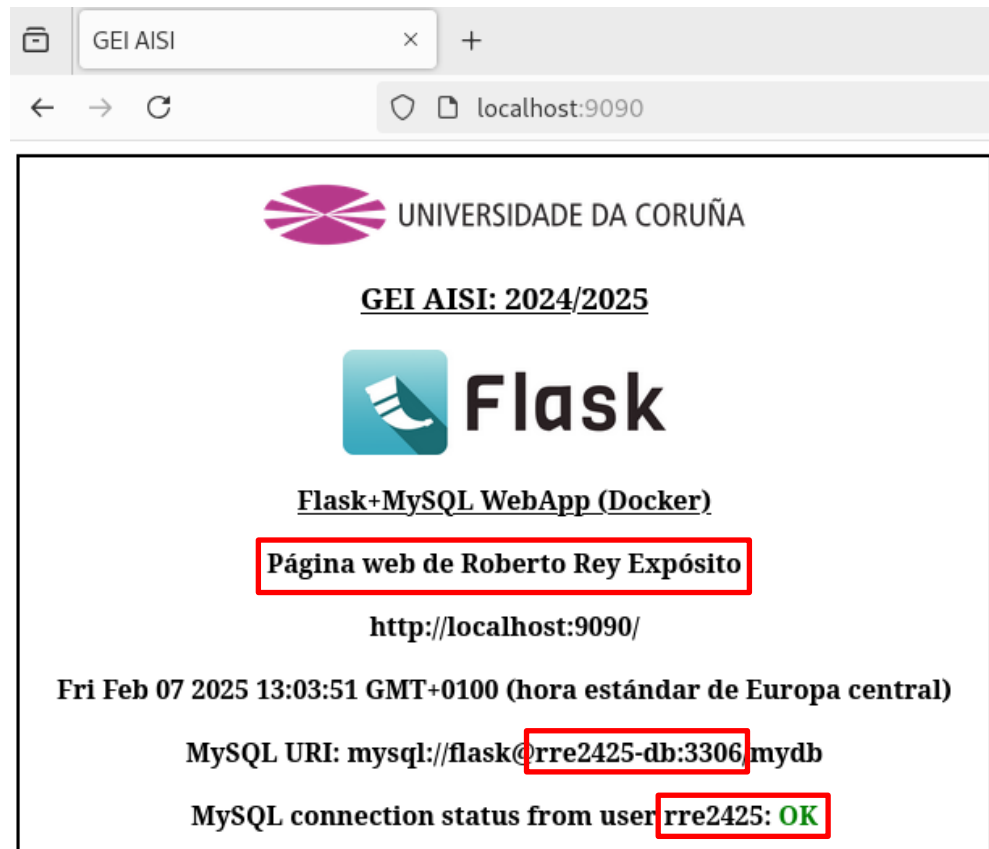 GEI AISI
localhost:9090
UNIVERSIDADE DA CORUÑA
GEI AISI: 2024/2025
Flask
Flask+MySQL WebApp (Docker)
Página web de Roberto Rey Expósito
http://localhost:9090/
Fri Feb 07 2025 13:03:51 GMT+0100 (hora estándar de Europa central)
MySQL URI: mysql://flask@rre2425-db:3306/mydb
MySQL connection status from user rre2425: OK